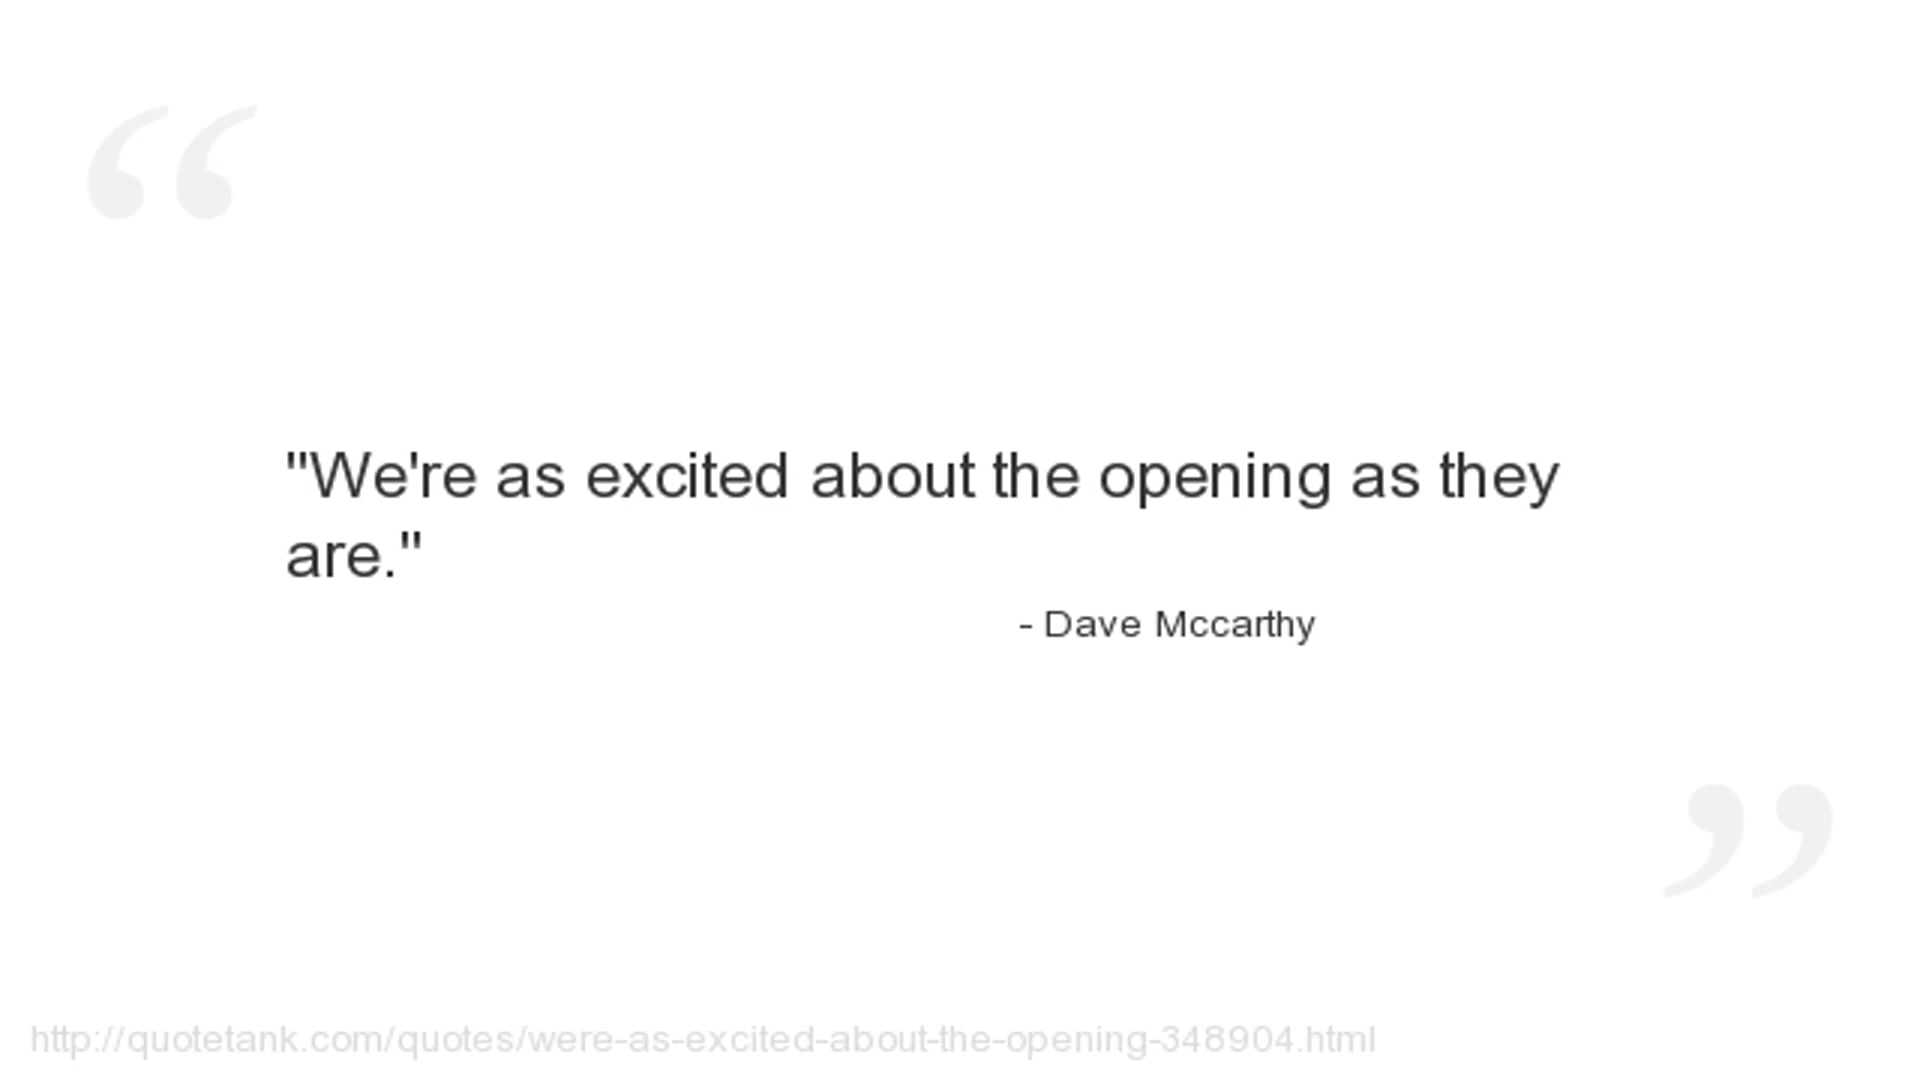 "We're as excited about the opening as they
are."
- Dave Mccarthy
http://quotetank.com/quotes/were-as-excited-about-the-opening-348904.html